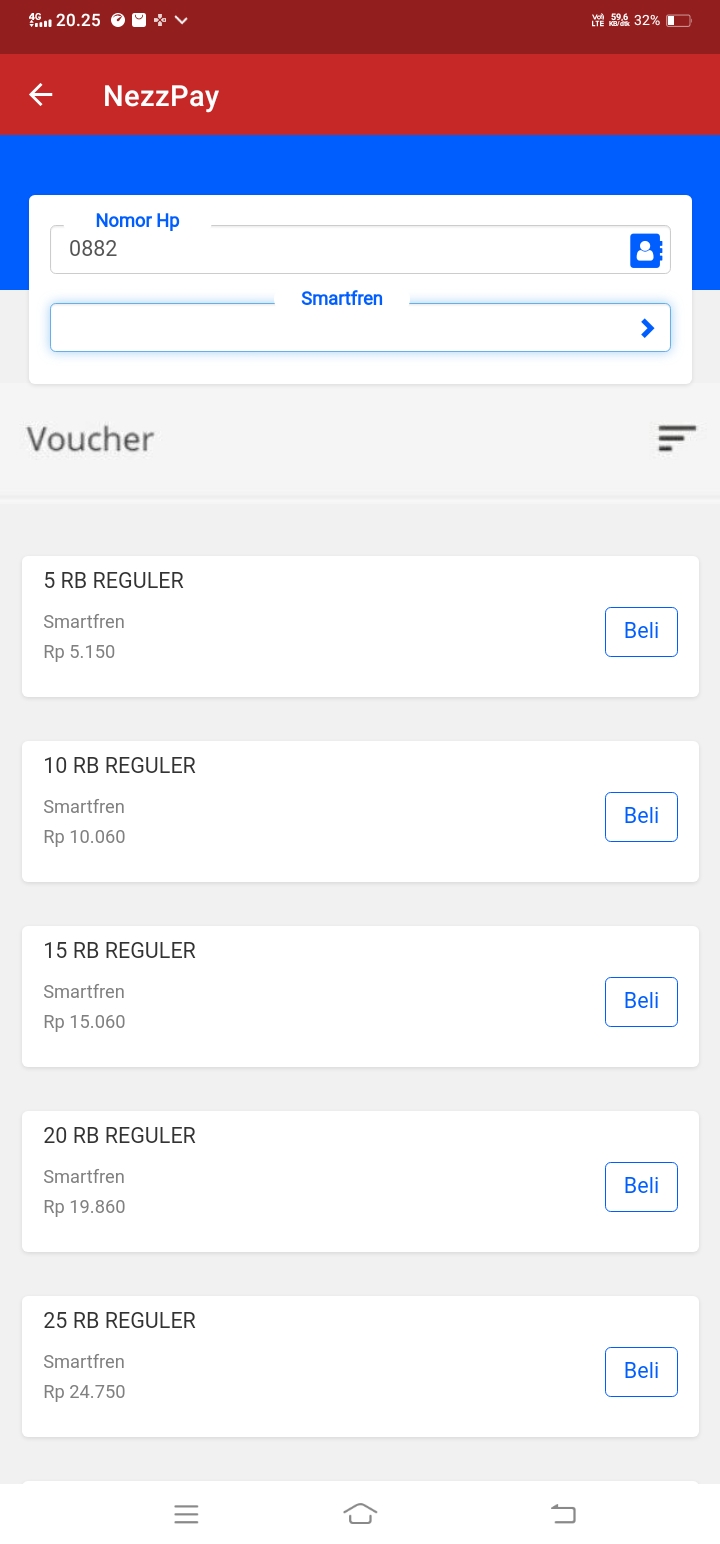 4G 20.25 Vo) LTE 59,6 KB/dtk 32%
NezzPay
Nomor Hp
0882
Smartfren
Voucher
5 RB REGULER
Smartfren
Rp 5.150
Beli
10 RB REGULER
Smartfren
Rp 10.060
Beli
15 RB REGULER
Smartfren
Rp 15.060
Beli
20 RB REGULER
Smartfren
Rp 19.860
Beli
25 RB REGULER
Smartfren
Rp 24.750
Beli